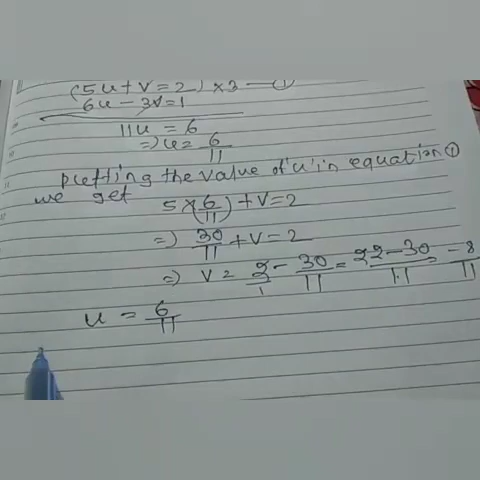 (5u+v=2)×3 — ①
6u-3v=1
11u = 6
=) u= 6/11
putting the value of 'u' in equation ①
we get
5×(6/11)+v=2
=) 30/11+v=2
=) v= 2/1 - 30/11 = 22-30/11 = -8/11
u = 6/11